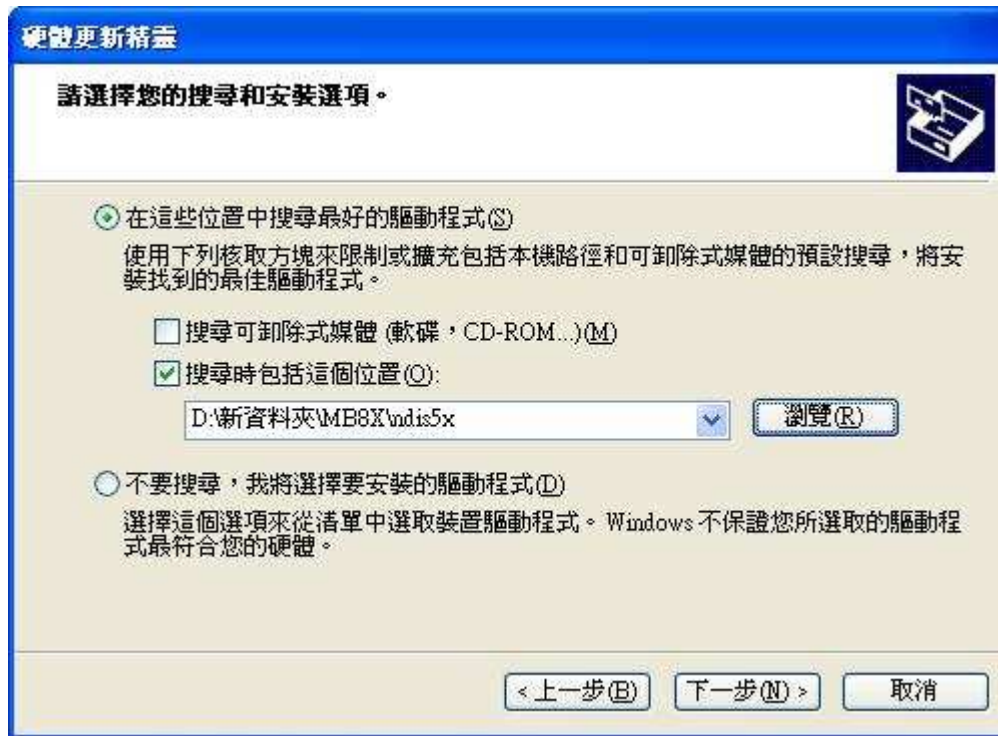 硬體更新精靈
請選擇您的搜尋和安裝選項。
在這些位置中搜尋最好的驅動程式(S)
使用下列核取方塊來限制或擴充包括本機路徑和可卸除式媒體的預設搜尋，將安
裝找到的最佳驅動程式。
搜尋可卸除式媒體 (軟碟，CD-ROM...)(M)
搜尋時包括這個位置(O):
D:\新資料夾\MB8X\ndis5x
瀏覽(R)
不要搜尋，我將選擇要安裝的驅動程式(D)
選擇這個選項來從清單中選取裝置驅動程式。Windows 不保證您所選取的驅動程
式最符合您的硬體。
<上一步(B)
下一步(N)>
取消